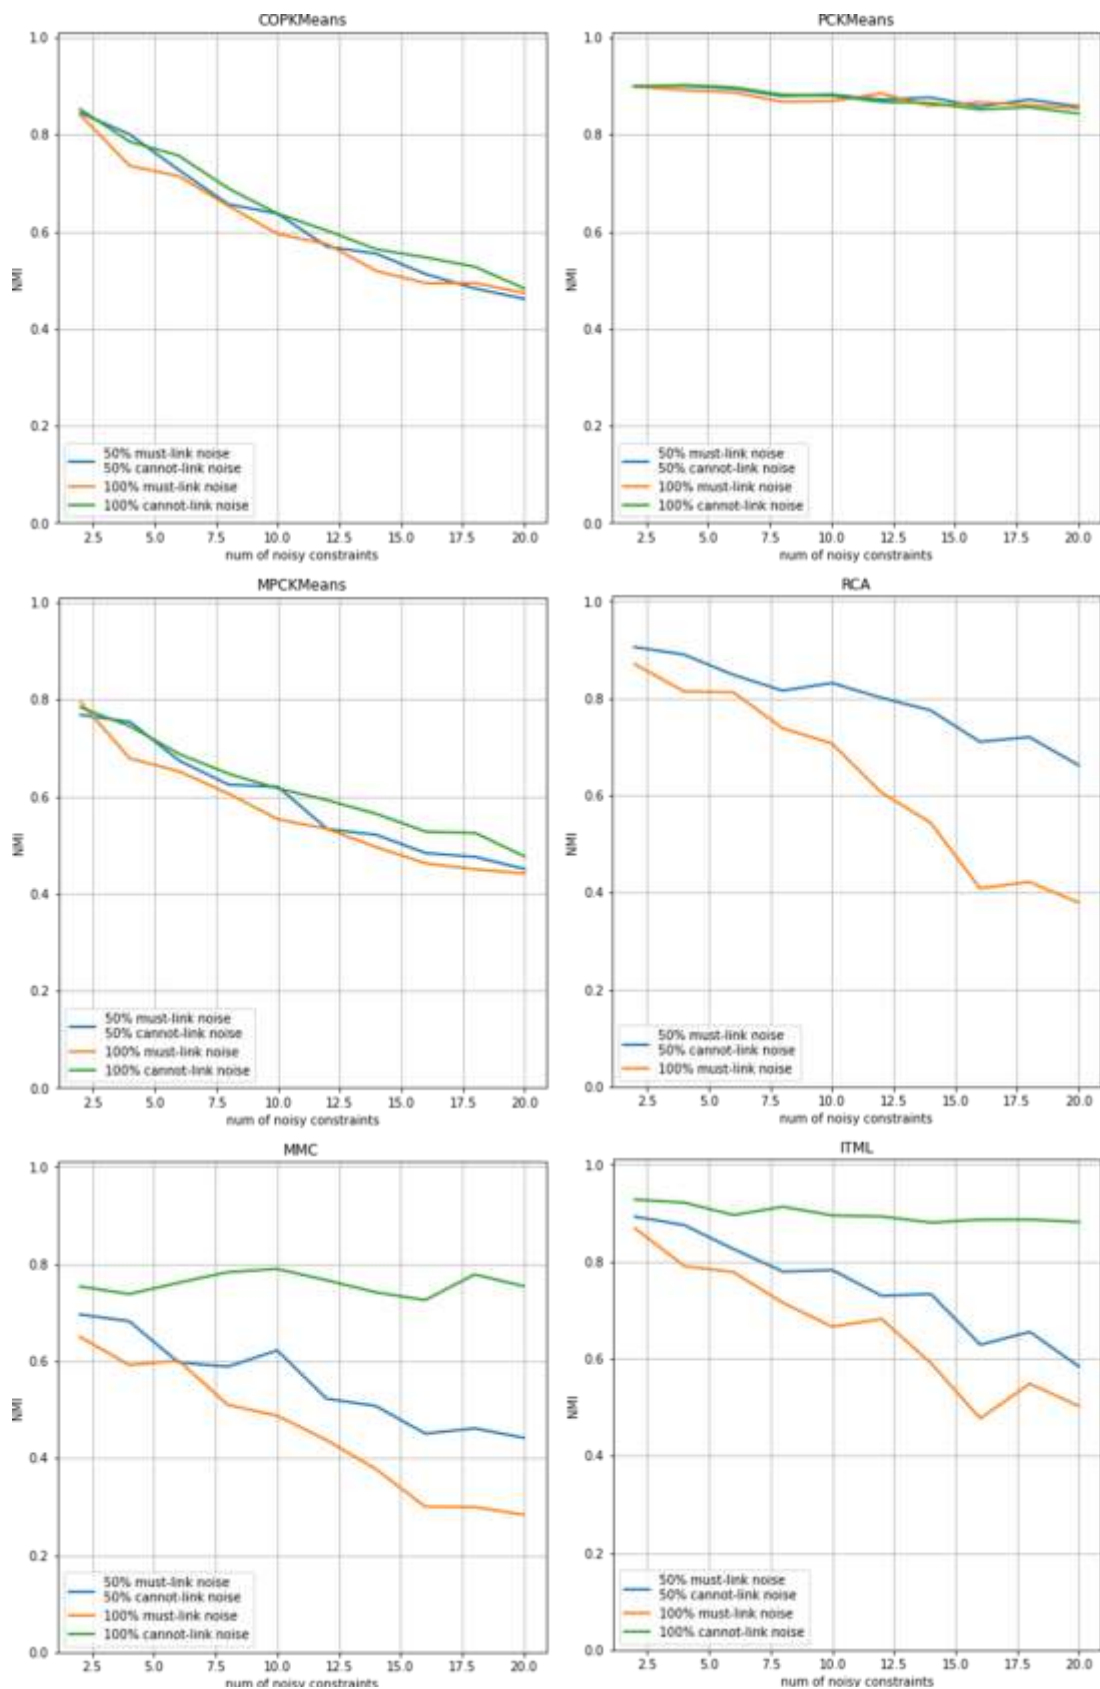 COPKMeans
1.0
0.8
0.6
0.4
0.2
0.0
NMI
50% must-link noise
50% cannot-link noise
100% must-link noise
100% cannot-link noise
2.5 5.0 7.5 10.0 12.5 15.0 17.5 20.0
num of noisy constraints
PCKMeans
1.0
0.8
0.6
0.4
0.2
0.0
NMI
50% must-link noise
50% cannot-link noise
100% must-link noise
100% cannot-link noise
2.5 5.0 7.5 10.0 12.5 15.0 17.5 20.0
num of noisy constraints
MPCKMeans
1.0
0.8
0.6
0.4
0.2
0.0
NMI
50% must-link noise
50% cannot-link noise
100% must-link noise
100% cannot-link noise
2.5 5.0 7.5 10.0 12.5 15.0 17.5 20.0
num of noisy constraints
RCA
1.0
0.8
0.6
0.4
0.2
0.0
NMI
50% must-link noise
50% cannot-link noise
100% must-link noise
2.5 5.0 7.5 10.0 12.5 15.0 17.5 20.0
num of noisy constraints
MMC
1.0
0.8
0.6
0.4
0.2
0.0
NMI
50% must-link noise
50% cannot-link noise
100% must-link noise
100% cannot-link noise
2.5 5.0 7.5 10.0 12.5 15.0 17.5 20.0
num of noisy constraints
ITML
1.0
0.8
0.6
0.4
0.2
0.0
NMI
50% must-link noise
50% cannot-link noise
100% must-link noise
100% cannot-link noise
2.5 5.0 7.5 10.0 12.5 15.0 17.5 20.0
num of noisy constraints